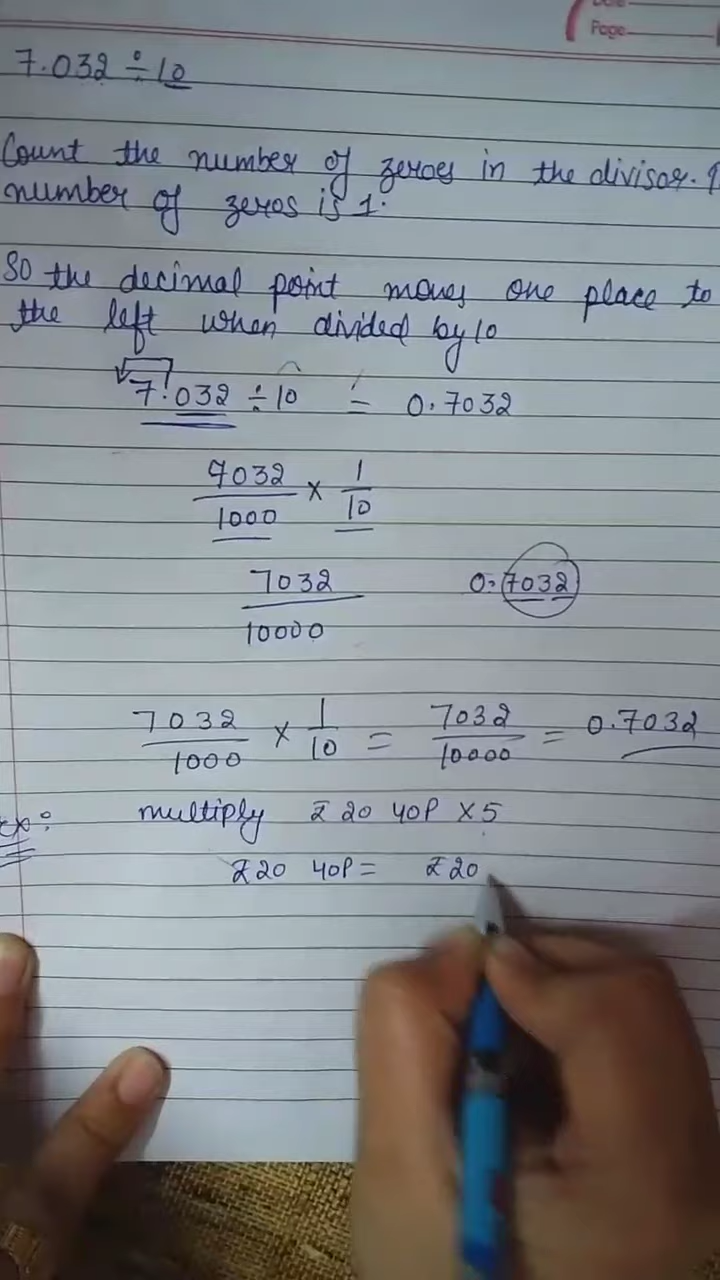 Page
7.032 ÷ 10
Count the number of zeroes in the divisor.
number of zeros is 1.
So the decimal point moves one place to
the left when divided by 10
7.032 ÷ 10 = 0.7032
7032/1000 × 1/10
7032/10000 0.7032
7032/1000 × 1/10 = 7032/10000 = 0.7032
Ex: multiply ₹ 20 40P × 5
₹20 40P = ₹20